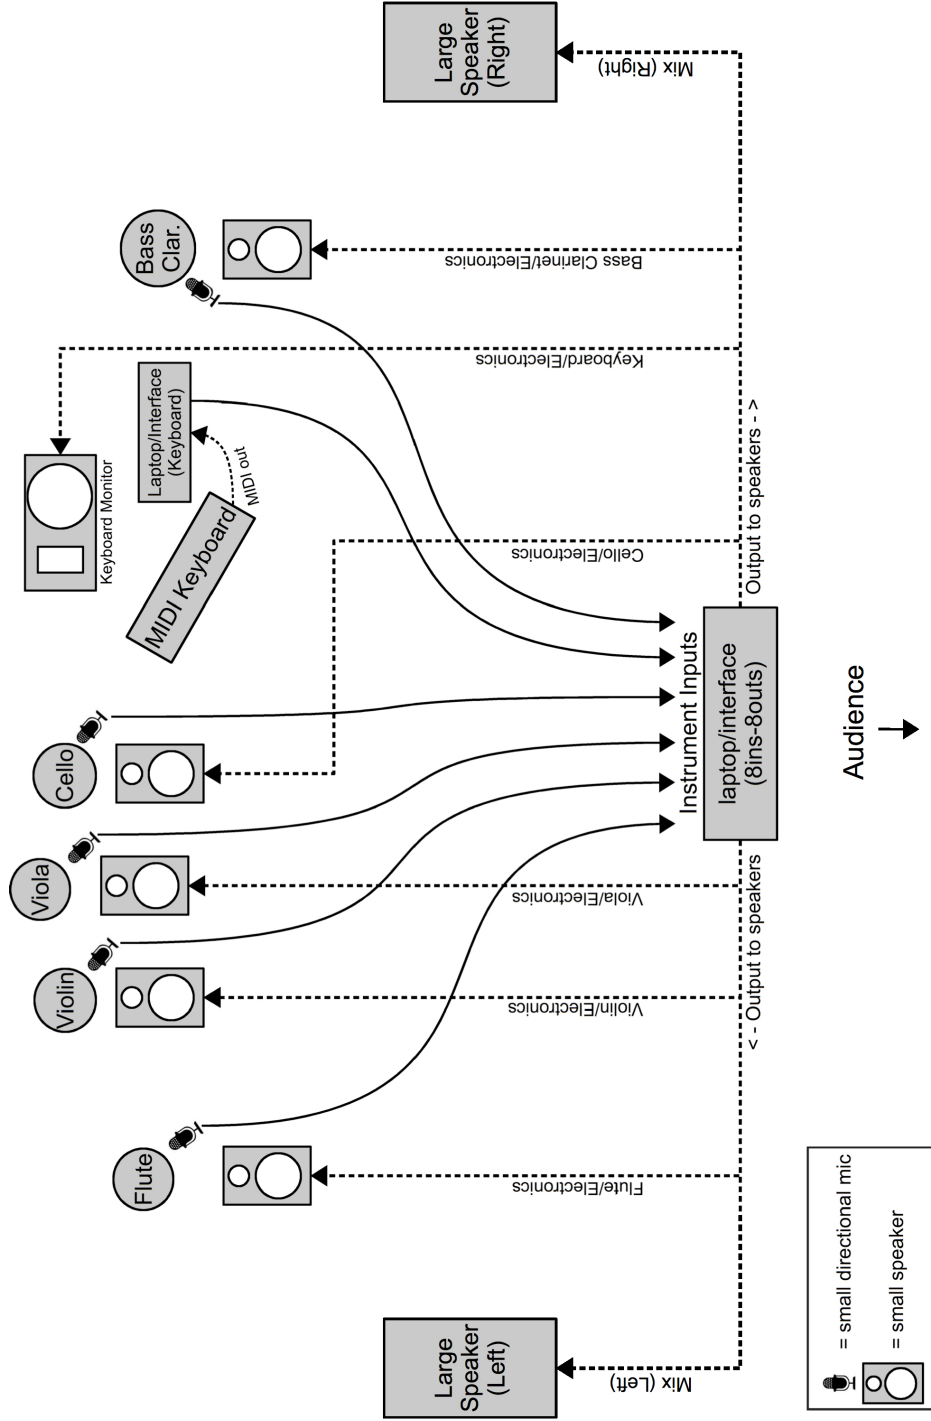 Large
Speaker
(Left)
Mix (Left)
Flute
Flute/Electronics
Violin
Violin/Electronics
Viola
Viola/Electronics
Cello
Cello/Electronics
MIDI Keyboard
MIDI out
Laptop/Interface
(Keyboard)
Keyboard Monitor
Keyboard/Electronics
Bass
Clar.
Bass Clarinet/Electronics
Large
Speaker
(Right)
Mix (Right)
Instrument Inputs
laptop/interface
(8ins-8outs)
< - Output to speakers
Output to speakers - >
Audience
= small directional mic
= small speaker